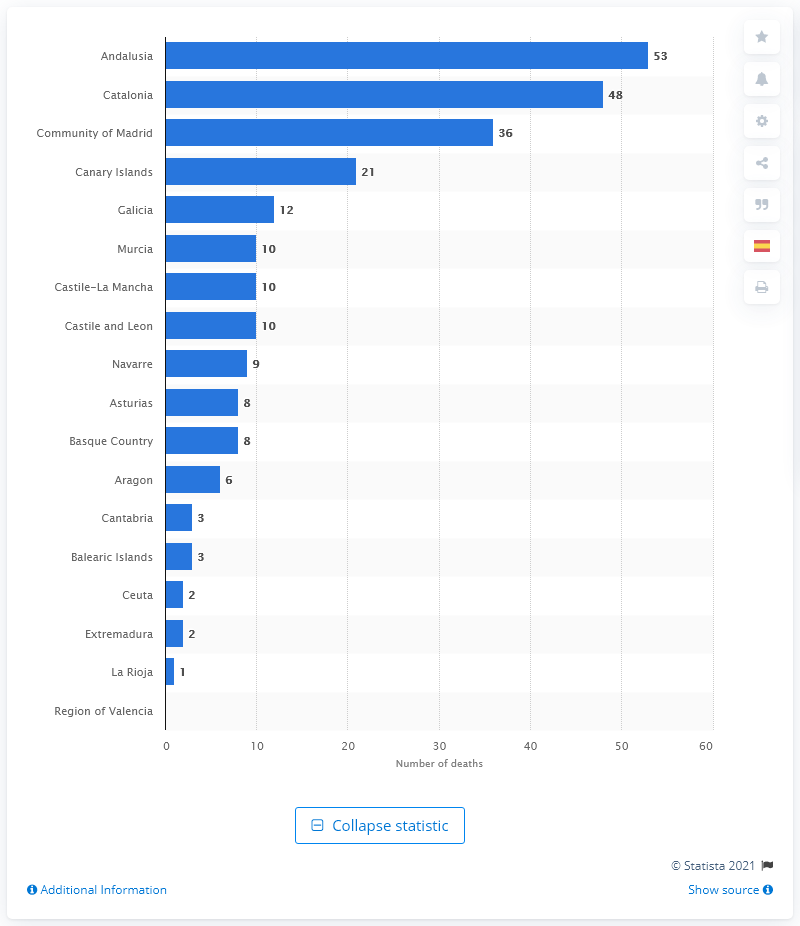 Andalusia 53
Catalonia 48
Community of Madrid 36
Canary Islands 21
Galicia 12
Murcia 10
Castile-La Mancha 10
Castile and Leon 10
Navarre 9
Asturias 8
Basque Country 8
Aragon 6
Cantabria 3
Balearic Islands 3
Ceuta 2
Extremadura 2
La Rioja 1
Region of Valencia
0 10 20 30 40 50 60
Number of deaths
Collapse statistic
© Statista 2021
Additional Information Show source